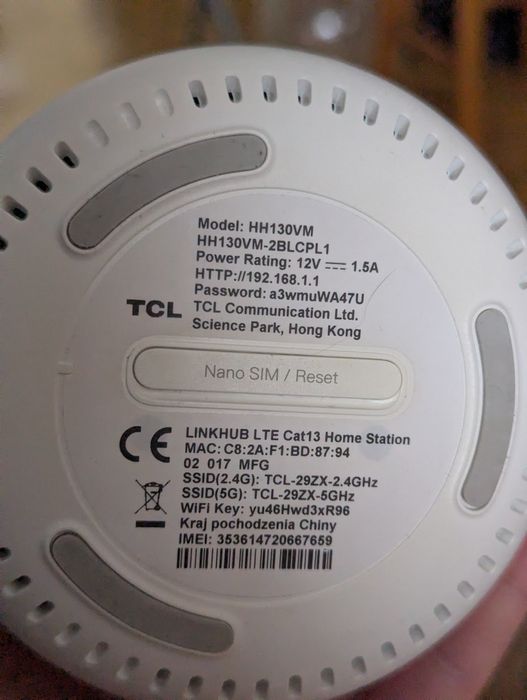 Model: HH130VM
HH130VM-2BLCPL1
Power Rating: 12V ⎓ 1.5A
HTTP://192.168.1.1
Password: a3wmuWA47U
TCL TCL Communication Ltd.
Science Park, Hong Kong
Nano SIM / Reset
CE LINKHUB LTE Cat13 Home Station
MAC: C8:2A:F1:BD:87:94
02 017 MFG
SSID(2.4G): TCL-29ZX-2.4GHz
SSID(5G): TCL-29ZX-5GHz
WiFi Key: yu46Hwd3xR96
Kraj pochodzenia Chiny
IMEI: 353614720667659